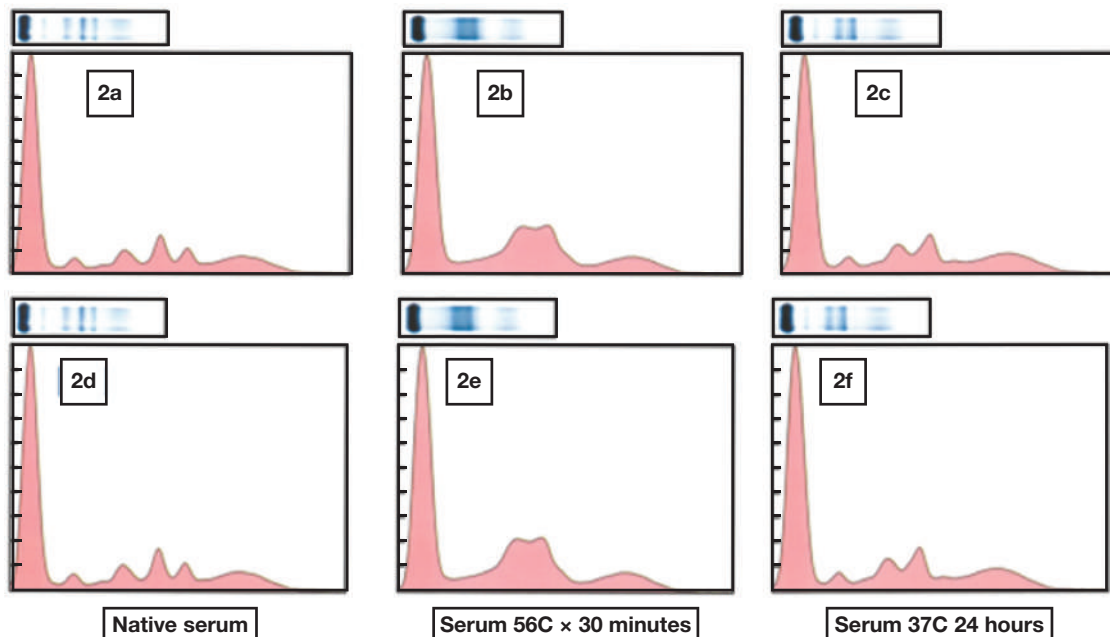 2a
2b
2c
2d
2e
2f
Native serum
Serum 56C × 30 minutes
Serum 37C 24 hours